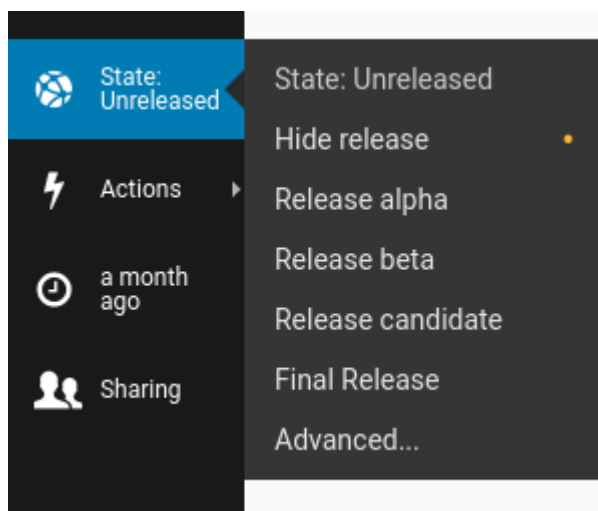 State:
Unreleased
Actions
a month
ago
Sharing
State: Unreleased
Hide release
Release alpha
Release beta
Release candidate
Final Release
Advanced...